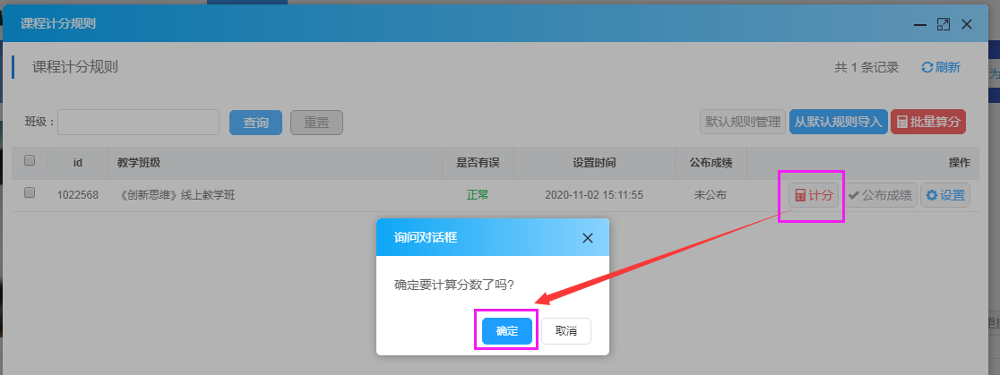 课程计分规则
课程计分规则
共 1 条记录 刷新
班级： 查询 重置 默认规则管理 从默认规则导入 批量算分
id 教学班级 是否有误 设置时间 公布成绩 操作
1022568 《创新思维》线上教学班 正常 2020-11-02 15:11:55 未公布 计分 公布成绩 设置
询问对话框
确定要计算分数了吗?
确定 取消
为